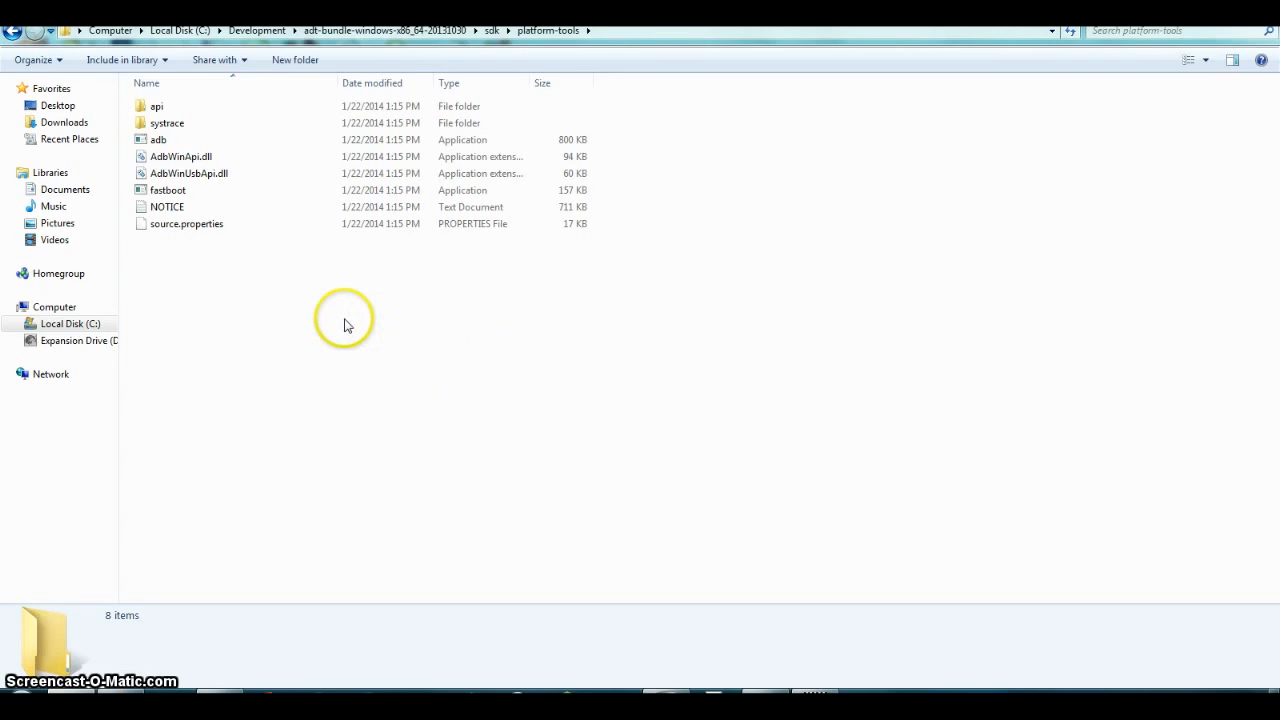 Computer Local Disk (C:) Development adt-bundle-windows-x86_64-20131030 sdk platform-tools Search platform-tools
Organize Include in library Share with New folder
Name Date modified Type Size
Favorites
Desktop
Downloads
Recent Places
Libraries
Documents
Music
Pictures
Videos
Homegroup
Computer
Local Disk (C:)
Expansion Drive (D
Network
api 1/22/2014 1:15 PM File folder
systrace 1/22/2014 1:15 PM File folder
adb 1/22/2014 1:15 PM Application 800 KB
AdbWinApi.dll 1/22/2014 1:15 PM Application extens... 94 KB
AdbWinUsbApi.dll 1/22/2014 1:15 PM Application extens... 60 KB
fastboot 1/22/2014 1:15 PM Application 157 KB
NOTICE 1/22/2014 1:15 PM Text Document 711 KB
source.properties 1/22/2014 1:15 PM PROPERTIES File 17 KB
8 items
Screencast-O-Matic.com